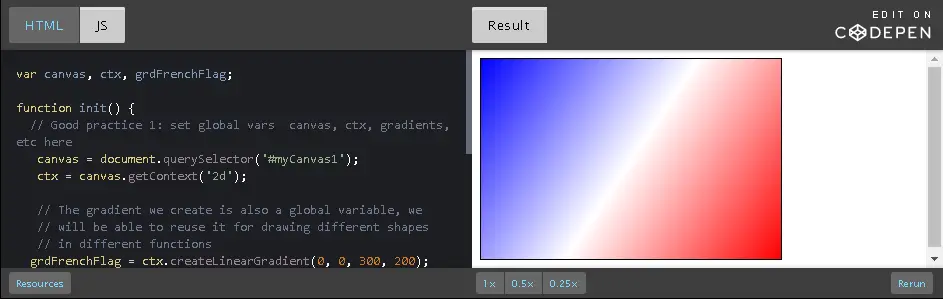 HTML JS Result EDIT ON
CODEPEN
var canvas, ctx, grdFrenchFlag;
function init() {
// Good practice 1: set global vars  canvas, ctx, gradients,
etc here
canvas = document.querySelector('#myCanvas1');
ctx = canvas.getContext('2d');
// The gradient we create is also a global variable, we
// will be able to reuse it for drawing different shapes
// in different functions
grdFrenchFlag = ctx.createLinearGradient(0, 0, 300, 200);
Resources 1x 0.5x 0.25x Rerun